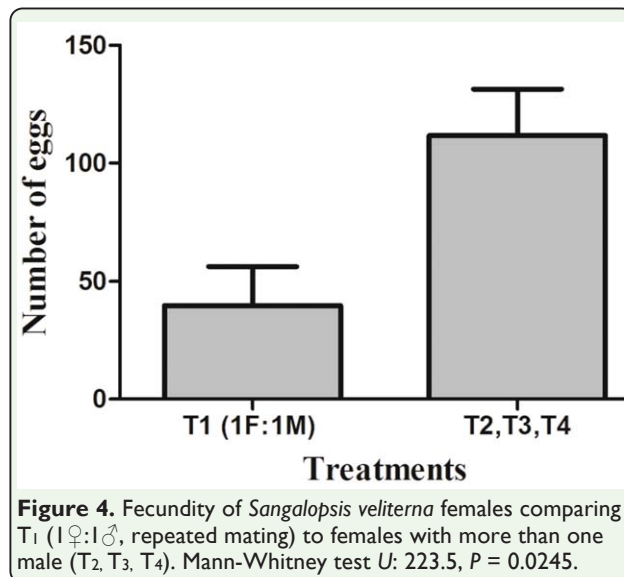 150
100
50
0
Number of eggs
T1 (1F:1M) T2,T3,T4
Treatments
Figure 4. Fecundity of Sangalopsis veliterna females comparing
T₁ (1♀:1♂, repeated mating) to females with more than one
male (T₂, T₃, T₄). Mann-Whitney test U: 223.5, P = 0.0245.